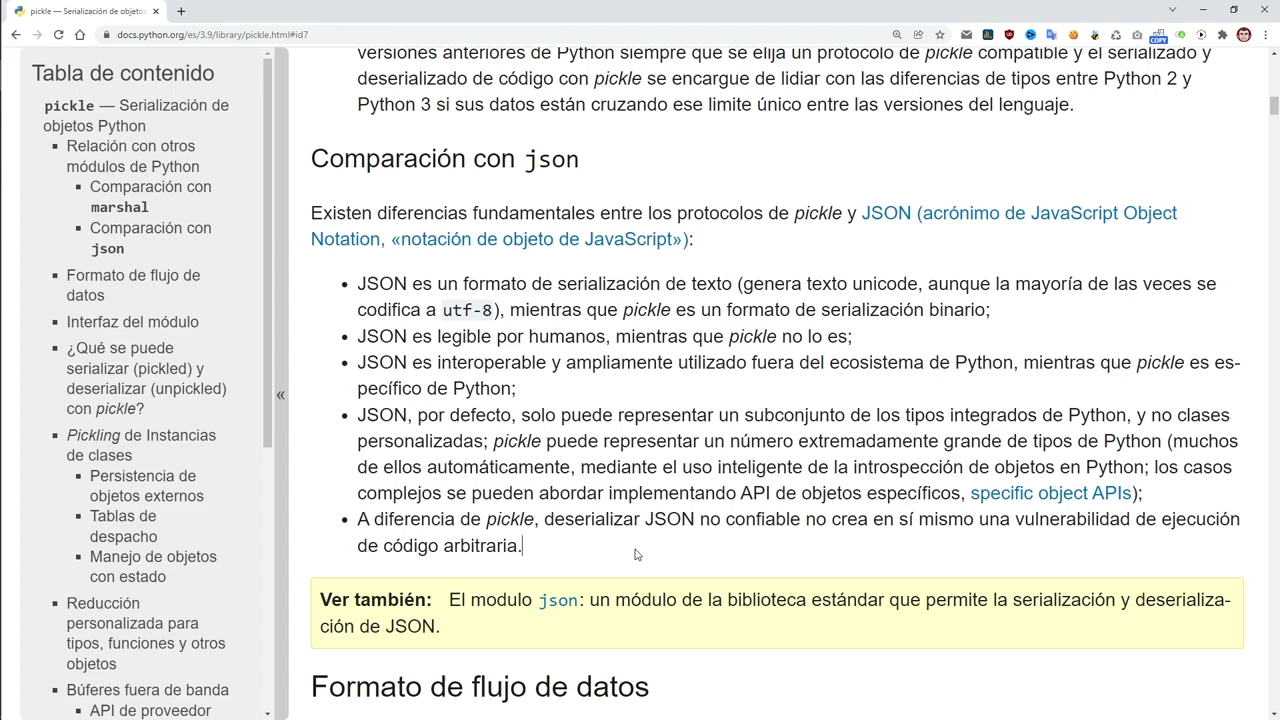 pickle — Serialización de objetos
docs.python.org/es/3.9/library/pickle.html#id7
COPY
Tabla de contenido
pickle — Serialización de
objetos Python
Relación con otros
módulos de Python
Comparación con
marshal
Comparación con
json
Formato de flujo de
datos
Interfaz del módulo
¿Qué se puede
serializar (pickled) y
deserializar (unpickled)
con pickle?
Pickling de Instancias
de clases
Persistencia de
objetos externos
Tablas de
despacho
Manejo de objetos
con estado
Reducción
personalizada para
tipos, funciones y otros
objetos
Búferes fuera de banda
API de proveedor
«
versiones anteriores de Python siempre que se elija un protocolo de pickle compatible y el serializado y
deserializado de código con pickle se encargue de lidiar con las diferencias de tipos entre Python 2 y
Python 3 si sus datos están cruzando ese limite único entre las versiones del lenguaje.
Comparación con json
Existen diferencias fundamentales entre los protocolos de pickle y JSON (acrónimo de JavaScript Object
Notation, «notación de objeto de JavaScript»):
JSON es un formato de serialización de texto (genera texto unicode, aunque la mayoría de las veces se
codifica a utf-8), mientras que pickle es un formato de serialización binario;
JSON es legible por humanos, mientras que pickle no lo es;
JSON es interoperable y ampliamente utilizado fuera del ecosistema de Python, mientras que pickle es es-
pecífico de Python;
JSON, por defecto, solo puede representar un subconjunto de los tipos integrados de Python, y no clases
personalizadas; pickle puede representar un número extremadamente grande de tipos de Python (muchos
de ellos automáticamente, mediante el uso inteligente de la introspección de objetos en Python; los casos
complejos se pueden abordar implementando API de objetos específicos, specific object APIs);
A diferencia de pickle, deserializar JSON no confiable no crea en sí mismo una vulnerabilidad de ejecución
de código arbitraria.
Ver también: El modulo json: un módulo de la biblioteca estándar que permite la serialización y deserializa-
ción de JSON.
Formato de flujo de datos